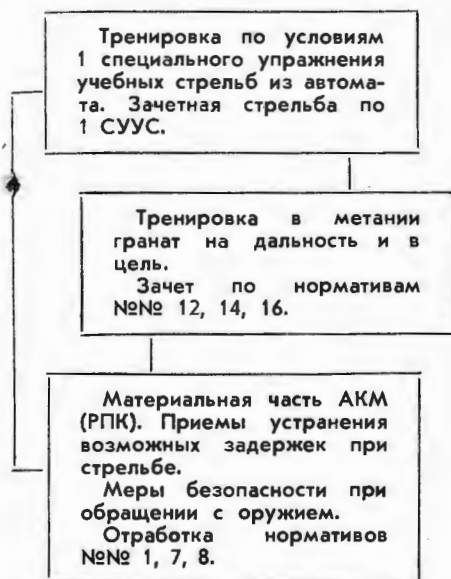 Тренировка по условиям
1 специального упражнения
учебных стрельб из автома-
та. Зачетная стрельба по
1 СУУС.
Тренировка в метании
гранат на дальность и в
цель.
Зачет по нормативам
№№ 12, 14, 16.
Материальная часть АКМ
(РПК). Приемы устранения
возможных задержек при
стрельбе.
Меры безопасности при
обращении с оружием.
Отработка нормативов
№№ 1, 7, 8.